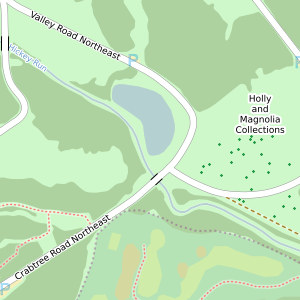 Valley Road Northeast
P
Hickey Run
P
Holly
and
Magnolia
Collections
Crabtree Road Northeast
P